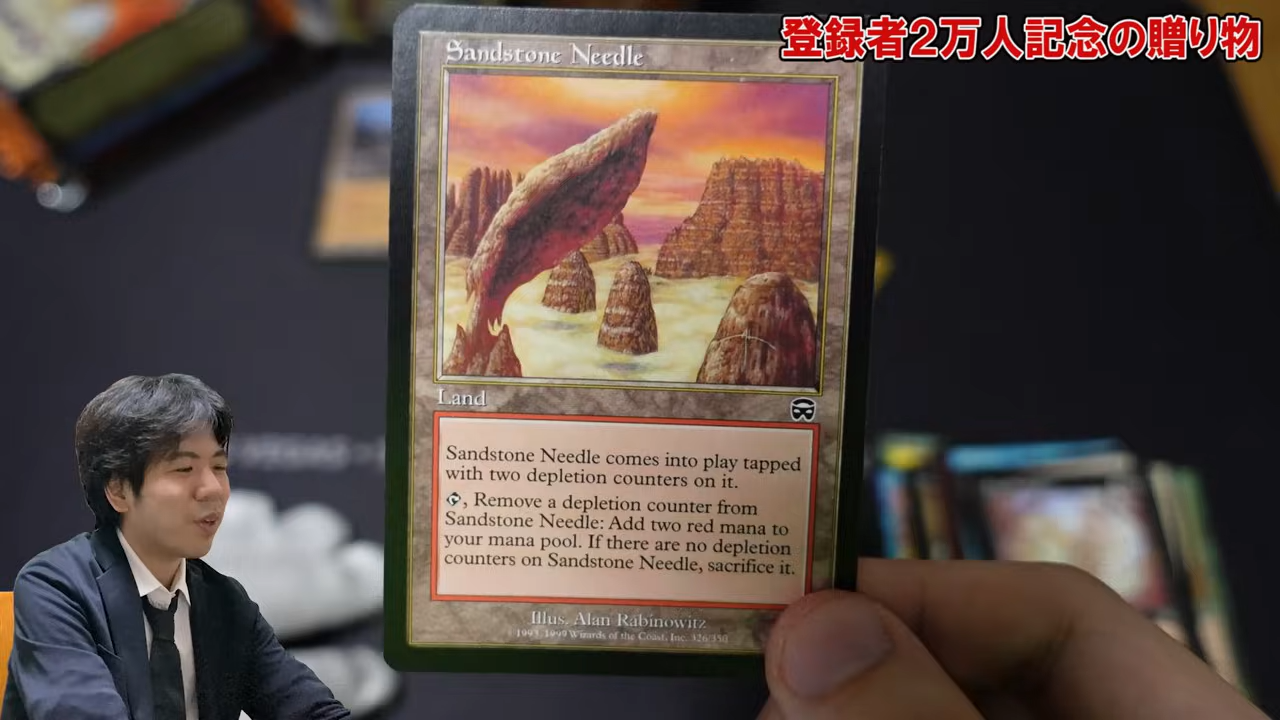 登録者2万人記念の贈り物
Sandstone Needle
Land
Sandstone Needle comes into play tapped
with two depletion counters on it.
, Remove a depletion counter from
Sandstone Needle: Add two red mana to
your mana pool. If there are no depletion
counters on Sandstone Needle, sacrifice it.
Illus. Alan Rabinowitz
1993, 1999 Wizards of the Coast, Inc. 326/350